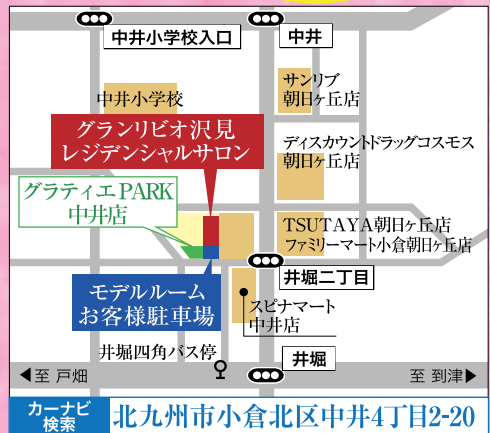 中井小学校入口
中井
中井小学校
サンリブ
朝日ヶ丘店
グランリビオ沢見
レジデンシャルサロン
ディスカウントドラッグコスモス
朝日ヶ丘店
グラティエPARK
中井店
TSUTAYA朝日ヶ丘店
ファミリーマート小倉朝日ヶ丘店
井堀二丁目
モデルルーム
お客様駐車場
スピナマート
中井店
井堀四角バス停
井堀
至 戸畑
至 到津
カーナビ
検索
北九州市小倉北区中井4丁目2-20